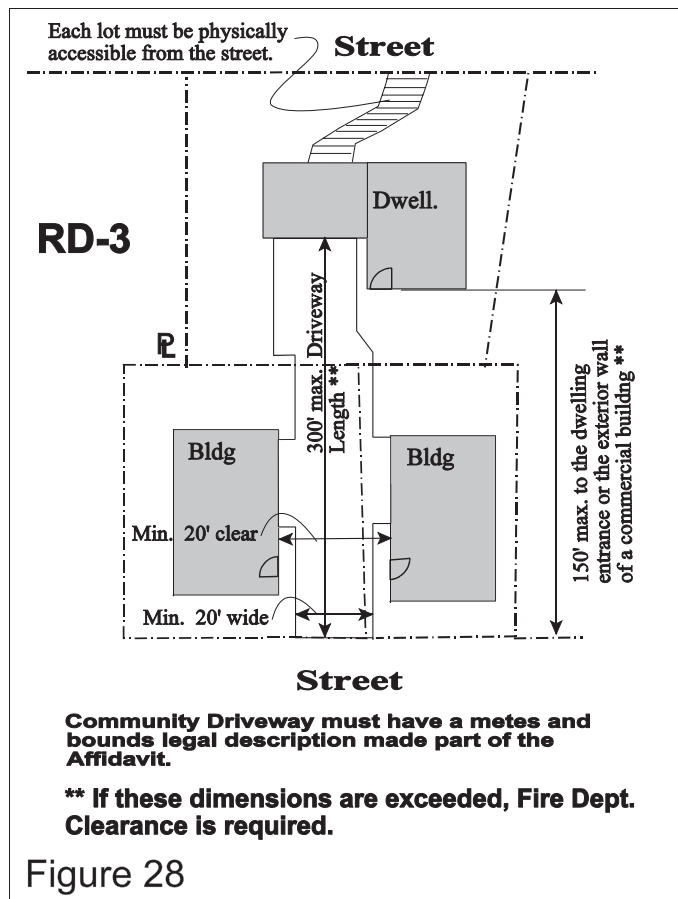 Each lot must be physically
accessible from the street.
Street
Dwell.
RD-3
PL
300' max. Driveway
Length **
150' max. to the dwelling
entrance or the exterior wall
of a commercial buildng **
Bldg
Bldg
Min. 20' clear
Min. 20' wide
Street
Community Driveway must have a metes and
bounds legal description made part of the
Affidavit.
** If these dimensions are exceeded, Fire Dept.
Clearance is required.
Figure 28